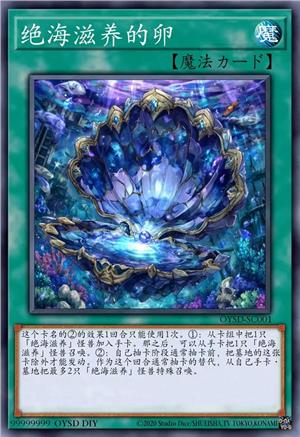 绝海滋养的卵
魔
【魔法カード】
OYSD-SC001
这个卡名的②的效果1回合只能使用1次。①：从卡组中把1只
「绝海滋养」怪兽加入手卡。那之后，可以从手卡把1只「绝海
滋养」怪兽召唤。②：自己抽卡阶段通常抽卡前，把墓地的这张
卡除外才能发动。作为这个回合通常抽卡的代替，从自己手卡・
墓地把最多2只「绝海滋养」怪兽特殊召唤。
99999999 OYSD DIY
©2020 Studio Dice/SHUEISHA, TV TOKYO, KONAMI